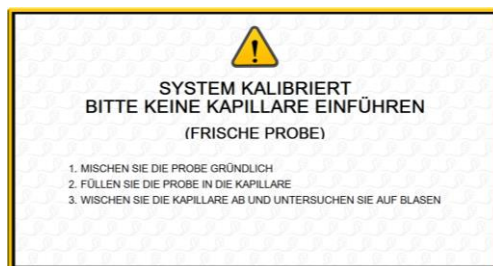 SYSTEM KALIBRIERT
BITTE KEINE KAPILLARE EINFÜHREN
(FRISCHE PROBE)
1. MISCHEN SIE DIE PROBE GRÜNDLICH
2. FÜLLEN SIE DIE PROBE IN DIE KAPILLARE
3. WISCHEN SIE DIE KAPILLARE AB UND UNTERSUCHEN SIE AUF BLASEN